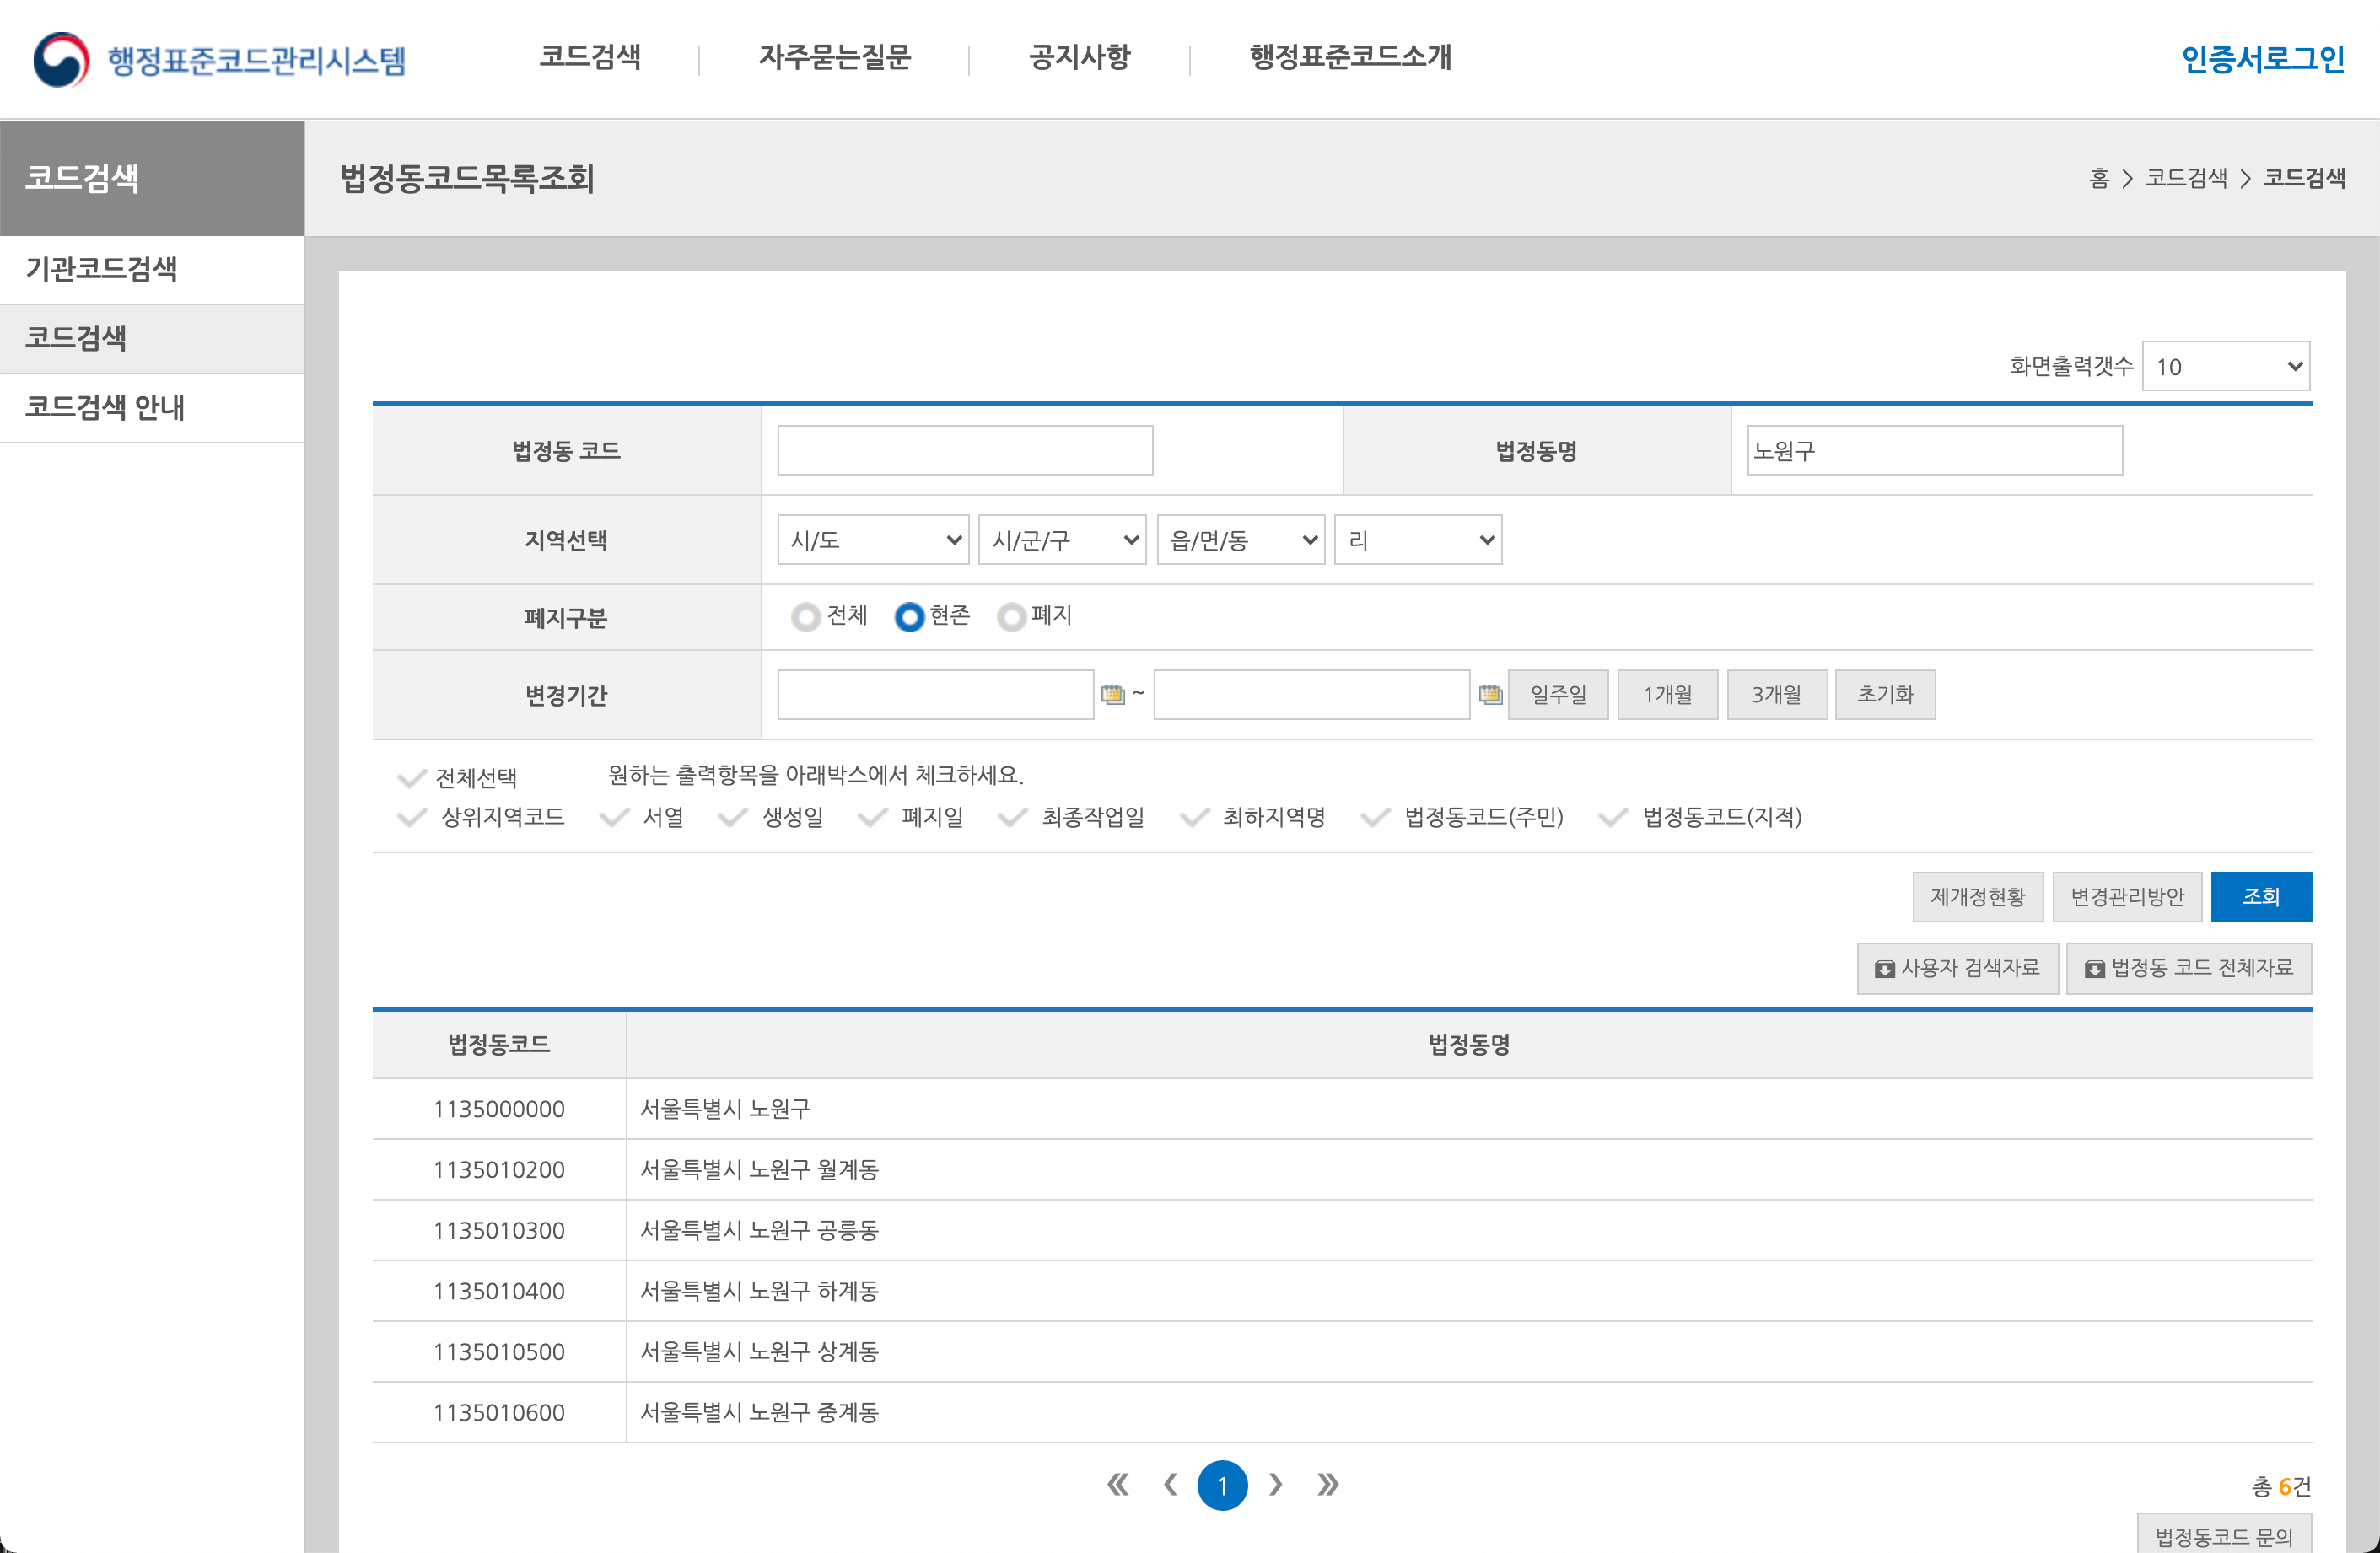 행정표준코드관리시스템
코드검색
자주묻는질문
공지사항
행정표준코드소개
인증서로그인
코드검색
기관코드검색
코드검색
코드검색 안내
법정동코드목록조회
홈 > 코드검색 > 코드검색
화면출력갯수 10
법정동 코드
법정동명 노원구
지역선택 시/도 시/군/구 읍/면/동 리
폐지구분 전체 현존 폐지
변경기간 ~ 일주일 1개월 3개월 초기화
전체선택 원하는 출력항목을 아래박스에서 체크하세요.
상위지역코드 서열 생성일 폐지일 최종작업일 최하지역명 법정동코드(주민) 법정동코드(지적)
제개정현황 변경관리방안 조회
사용자 검색자료 법정동 코드 전체자료
법정동코드 법정동명
1135000000 서울특별시 노원구
1135010200 서울특별시 노원구 월계동
1135010300 서울특별시 노원구 공릉동
1135010400 서울특별시 노원구 하계동
1135010500 서울특별시 노원구 상계동
1135010600 서울특별시 노원구 중계동
1
총 6건
법정동코드 문의